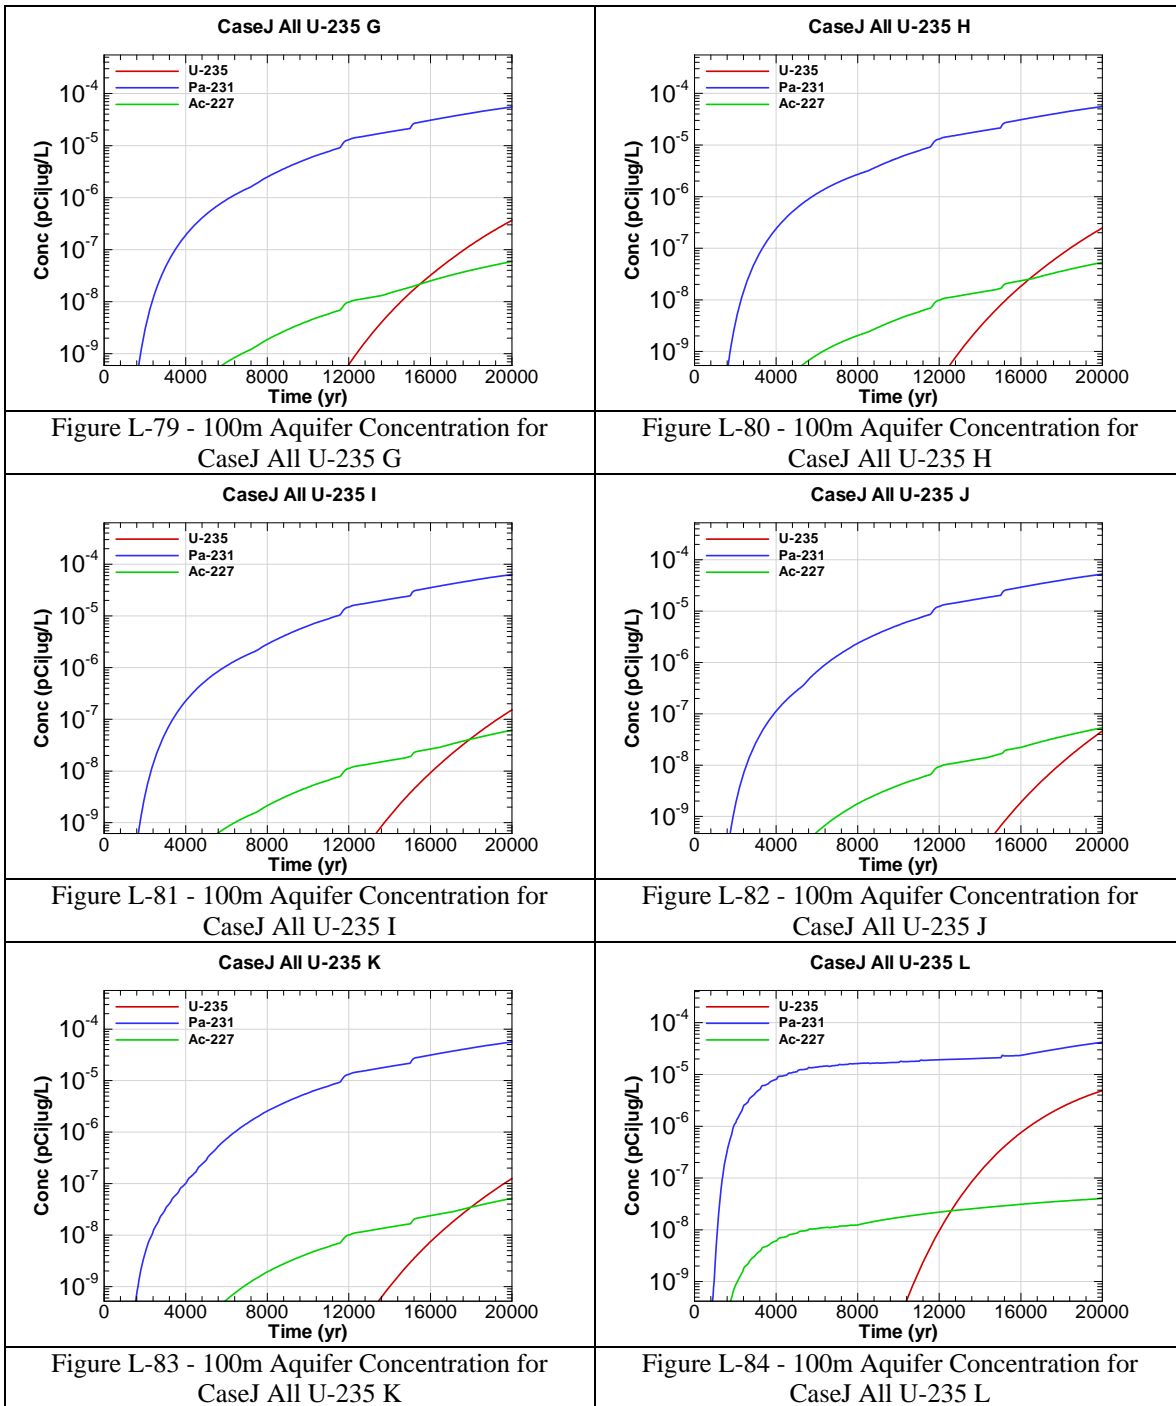 CaseJ All U-235 G
U-235
Pa-231
Ac-227
Conc (pCi|ug/L)
10-4
10-5
10-6
10-7
10-8
10-9
0 4000 8000 12000 16000 20000
Time (yr)
Figure L-79 - 100m Aquifer Concentration for
CaseJ All U-235 G
CaseJ All U-235 H
U-235
Pa-231
Ac-227
Conc (pCi|ug/L)
10-4
10-5
10-6
10-7
10-8
10-9
0 4000 8000 12000 16000 20000
Time (yr)
Figure L-80 - 100m Aquifer Concentration for
CaseJ All U-235 H
CaseJ All U-235 I
U-235
Pa-231
Ac-227
Conc (pCi|ug/L)
10-4
10-5
10-6
10-7
10-8
10-9
0 4000 8000 12000 16000 20000
Time (yr)
Figure L-81 - 100m Aquifer Concentration for
CaseJ All U-235 I
CaseJ All U-235 J
U-235
Pa-231
Ac-227
Conc (pCi|ug/L)
10-4
10-5
10-6
10-7
10-8
10-9
0 4000 8000 12000 16000 20000
Time (yr)
Figure L-82 - 100m Aquifer Concentration for
CaseJ All U-235 J
CaseJ All U-235 K
U-235
Pa-231
Ac-227
Conc (pCi|ug/L)
10-4
10-5
10-6
10-7
10-8
10-9
0 4000 8000 12000 16000 20000
Time (yr)
Figure L-83 - 100m Aquifer Concentration for
CaseJ All U-235 K
CaseJ All U-235 L
U-235
Pa-231
Ac-227
Conc (pCi|ug/L)
10-4
10-5
10-6
10-7
10-8
10-9
0 4000 8000 12000 16000 20000
Time (yr)
Figure L-84 - 100m Aquifer Concentration for
CaseJ All U-235 L